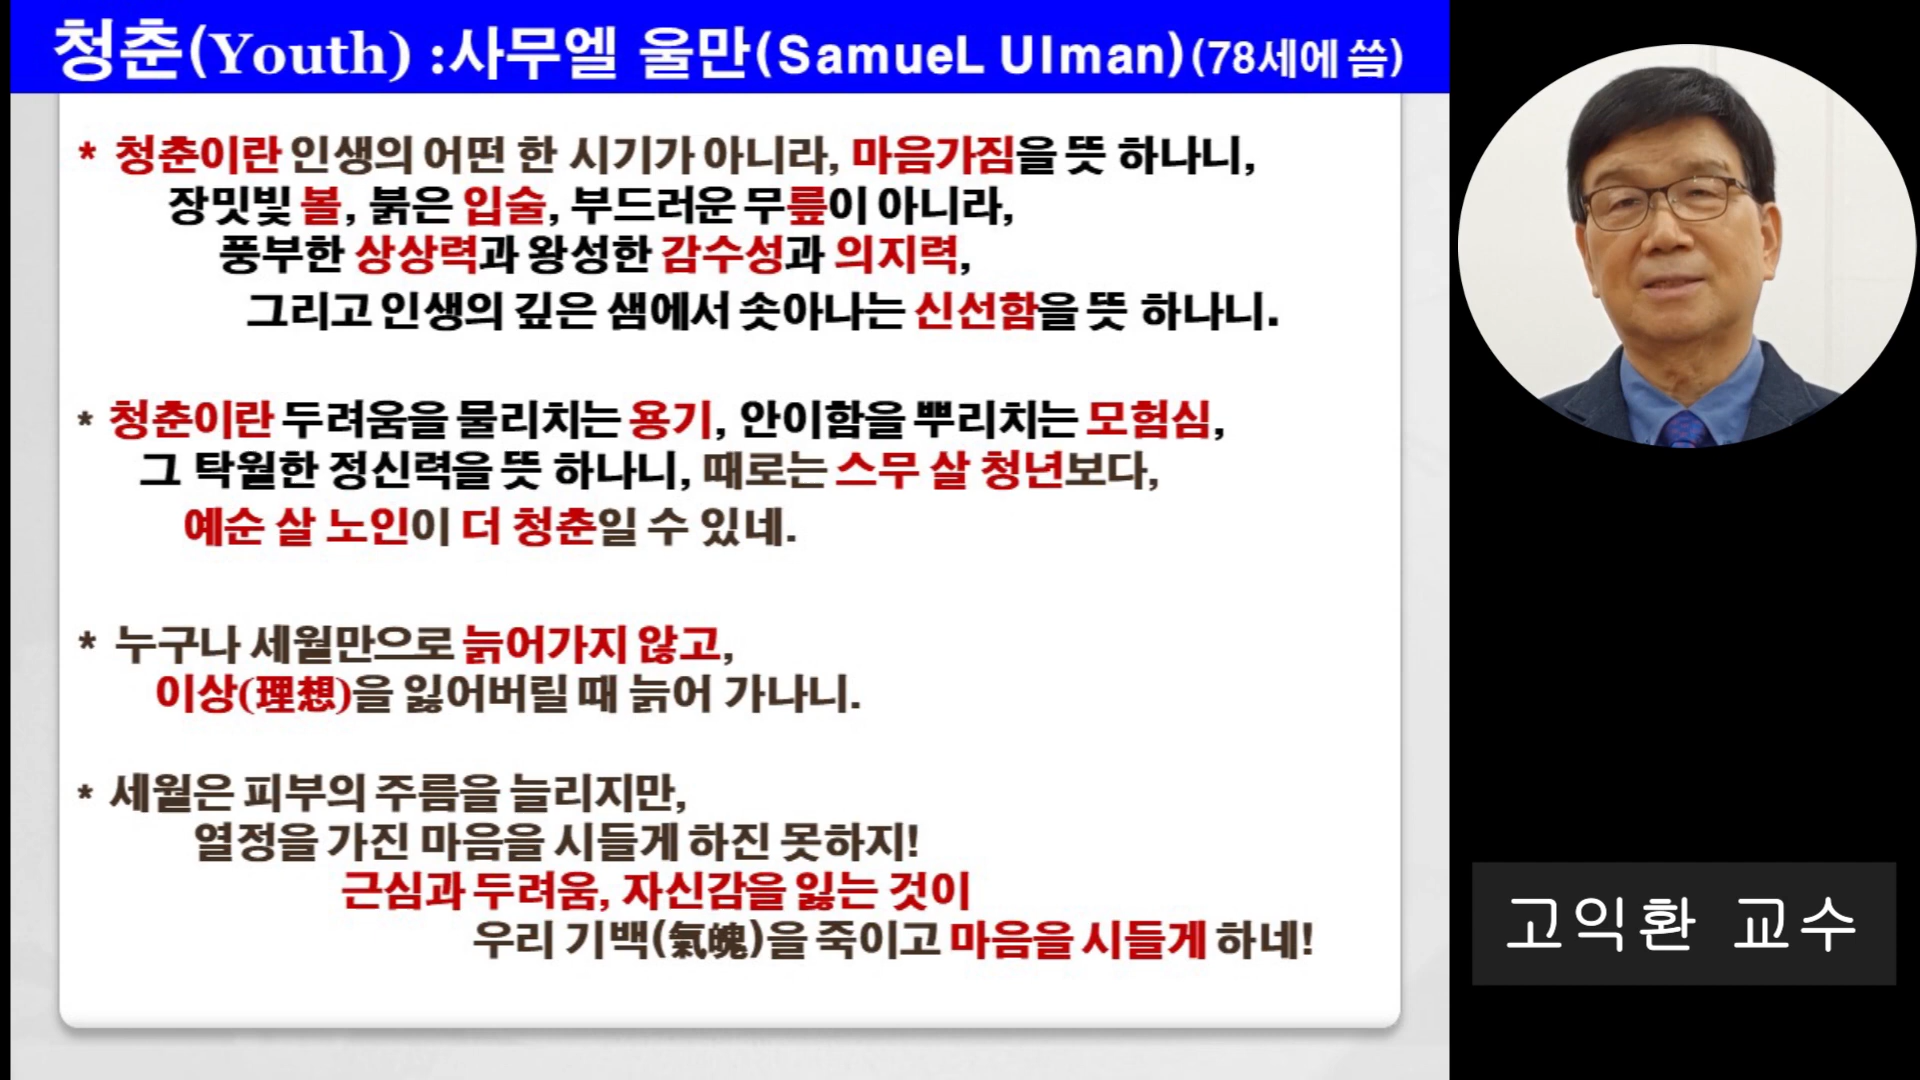 청춘(Youth) :사무엘 울만(SamueL Ulman)(78세에 씀)
* 청춘이란 인생의 어떤 한 시기가 아니라, 마음가짐을 뜻 하나니,
장밋빛 볼, 붉은 입술, 부드러운 무릎이 아니라,
풍부한 상상력과 왕성한 감수성과 의지력,
그리고 인생의 깊은 샘에서 솟아나는 신선함을 뜻 하나니.
* 청춘이란 두려움을 물리치는 용기, 안이함을 뿌리치는 모험심,
그 탁월한 정신력을 뜻 하나니, 때로는 스무 살 청년보다,
예순 살 노인이 더 청춘일 수 있네.
* 누구나 세월만으로 늙어가지 않고,
이상(理想)을 잃어버릴 때 늙어 가나니.
* 세월은 피부의 주름을 늘리지만,
열정을 가진 마음을 시들게 하진 못하지!
근심과 두려움, 자신감을 잃는 것이
우리 기백(氣魄)을 죽이고 마음을 시들게 하네!
고익환 교수